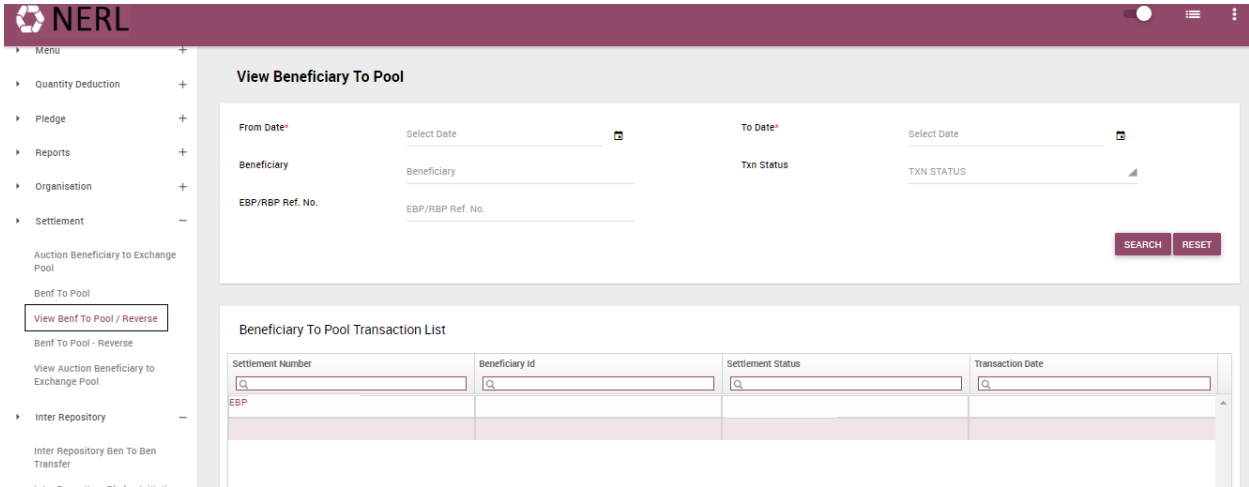 NERL
Menu
Quantity Deduction
Pledge
Reports
Organisation
Settlement
Auction Beneficiary to Exchange
Pool
Benf To Pool
View Benf To Pool / Reverse
Benf To Pool - Reverse
View Auction Beneficiary to
Exchange Pool
Inter Repository
Inter Repository Ben To Ben
Transfer
View Beneficiary To Pool
From Date* Select Date To Date* Select Date
Beneficiary Beneficiary Txn Status TXN STATUS
EBP/RBP Ref. No. EBP/RBP Ref. No.
SEARCH RESET
Beneficiary To Pool Transaction List
Settlement Number Beneficiary Id Settlement Status Transaction Date
EBP